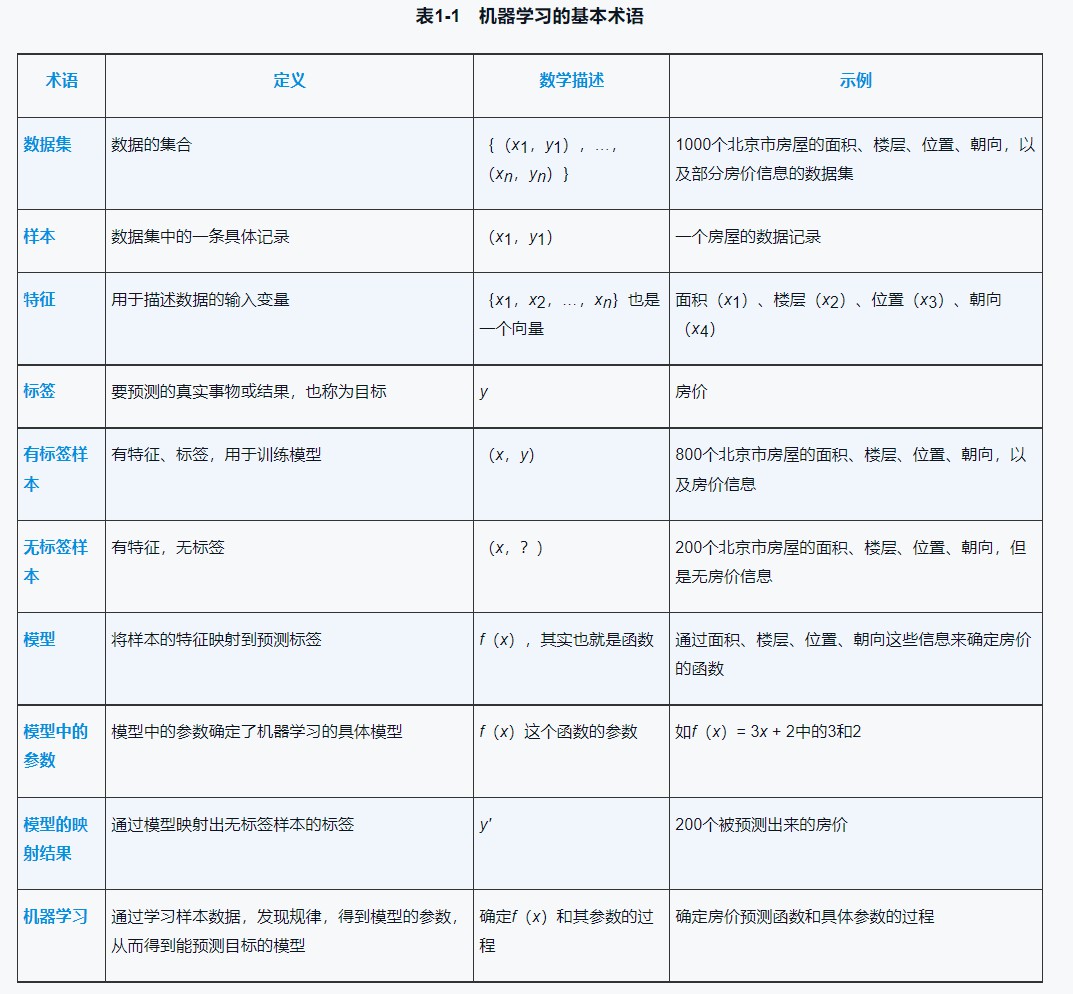 表1-1 机器学习的基本术语
术语 定义 数学描述 示例
数据集 数据的集合 {（x1，y1），…， 1000个北京市房屋的面积、楼层、位置、朝向，以
（xn，yn）} 及部分房价信息的数据集
样本 数据集中的一条具体记录 （x1，y1） 一个房屋的数据记录
特征 用于描述数据的输入变量 {x1，x2，…，xn}也是 面积（x1）、楼层（x2）、位置（x3）、朝向
一个向量 （x4）
标签 要预测的真实事物或结果，也称为目标 y 房价
有标签样 有特征、标签，用于训练模型 （x，y） 800个北京市房屋的面积、楼层、位置、朝向，以
本 及房价信息
无标签样 有特征，无标签 （x，？） 200个北京市房屋的面积、楼层、位置、朝向，但
本 是无房价信息
模型 将样本的特征映射到预测标签 f（x），其实也就是函数 通过面积、楼层、位置、朝向这些信息来确定房价
的函数
模型中的 模型中的参数确定了机器学习的具体模型 f（x）这个函数的参数 如f（x）= 3x + 2中的3和2
参数
模型的映 通过模型映射出无标签样本的标签 y′ 200个被预测出来的房价
射结果
机器学习 通过学习样本数据，发现规律，得到模型的参数， 确定f（x）和其参数的过 确定房价预测函数和具体参数的过程
从而得到能预测目标的模型 程